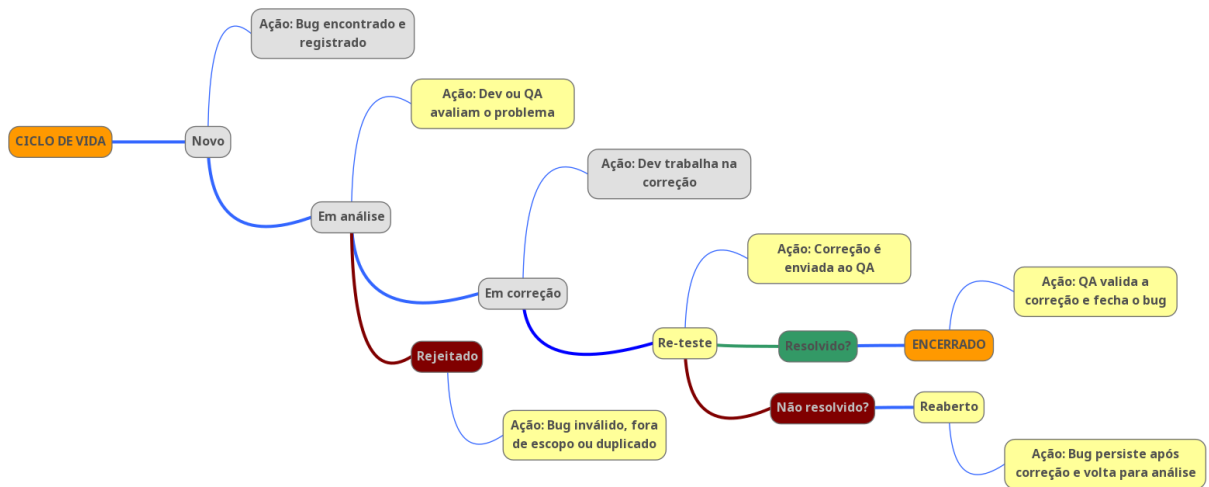 Ação: Bug encontrado e
registrado
Ação: Dev ou QA
avaliam o problema
CICLO DE VIDA
Novo
Ação: Dev trabalha na
correção
Em análise
Ação: Correção é
enviada ao QA
Ação: QA valida a
correção e fecha o bug
Em correção
Re-teste
Resolvido?
ENCERRADO
Rejeitado
Não resolvido?
Reaberto
Ação: Bug inválido, fora
de escopo ou duplicado
Ação: Bug persiste após
correção e volta para análise